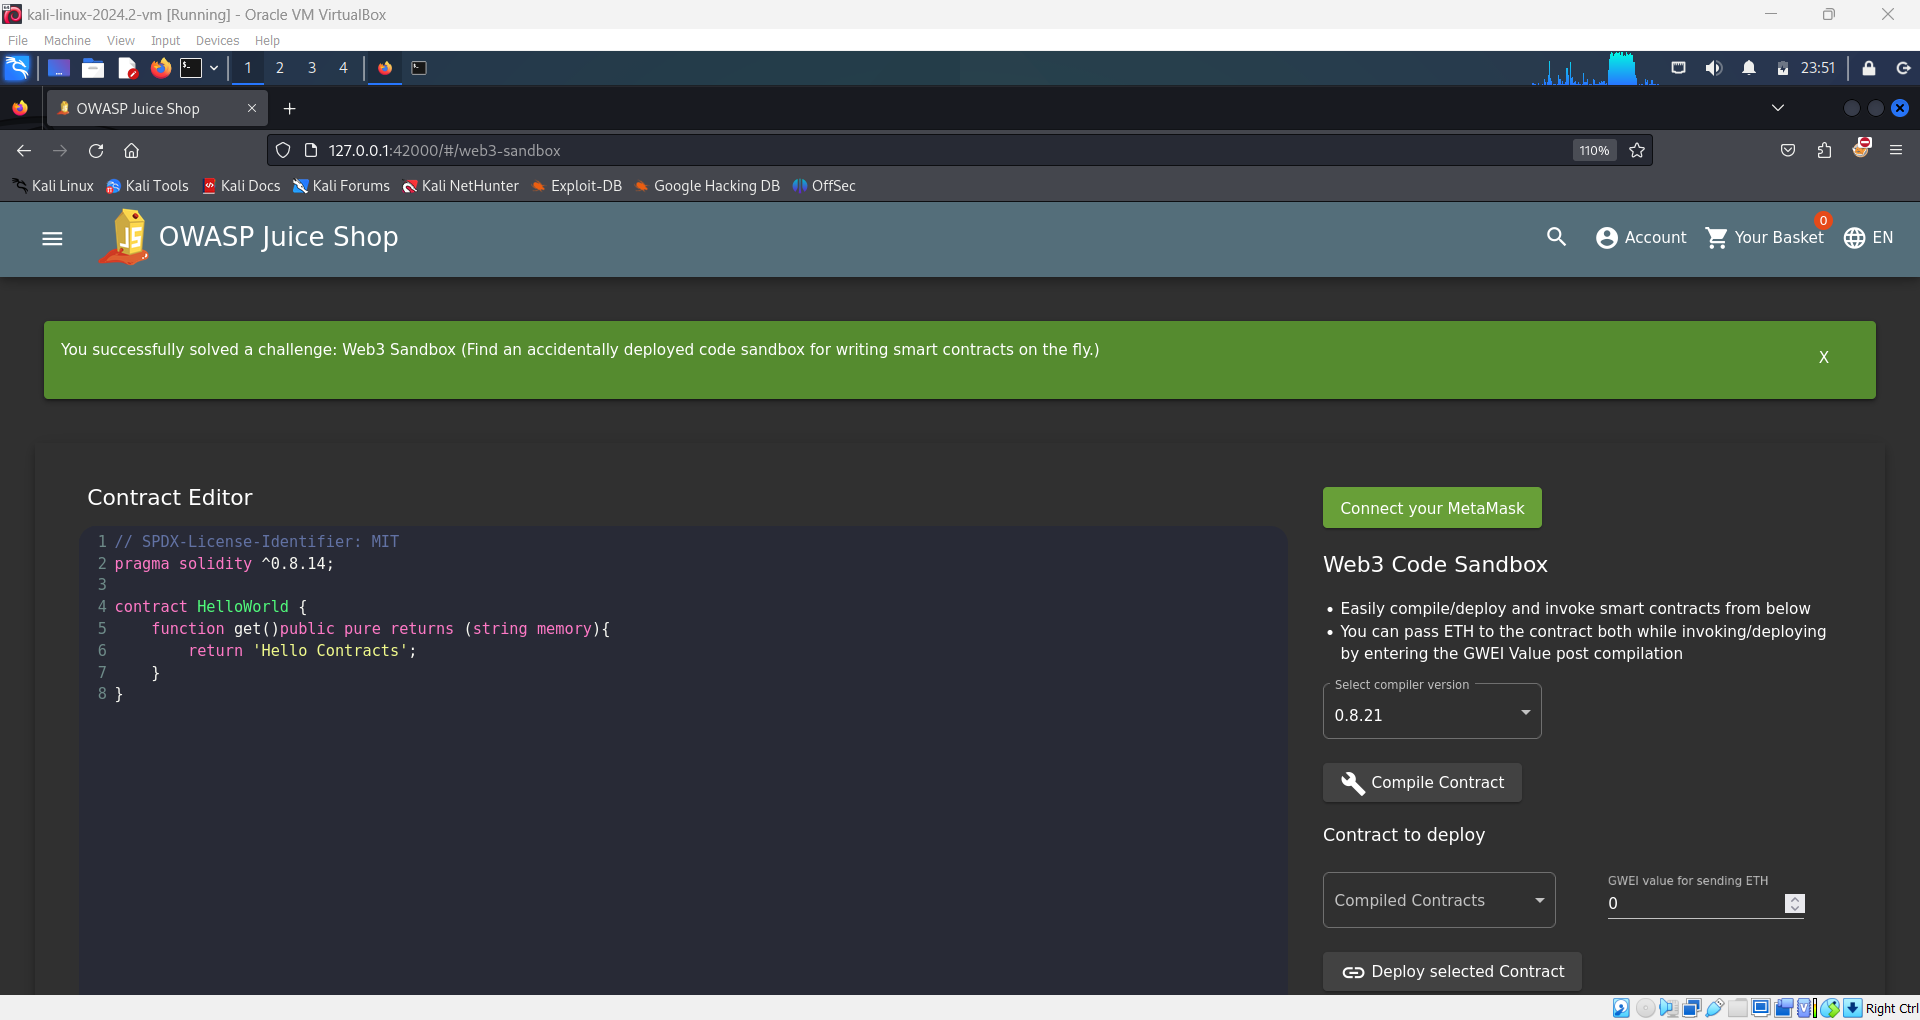 kali-linux-2024.2-vm [Running] - Oracle VM VirtualBox
File Machine View Input Devices Help
1 2 3 4 23:51
OWASP Juice Shop
127.0.0.1:42000/#/web3-sandbox 110%
Kali Linux Kali Tools Kali Docs Kali Forums Kali NetHunter Exploit-DB Google Hacking DB OffSec
OWASP Juice Shop Account Your Basket 0 EN
You successfully solved a challenge: Web3 Sandbox (Find an accidentally deployed code sandbox for writing smart contracts on the fly.) X
Contract Editor
1 // SPDX-License-Identifier: MIT
2 pragma solidity ^0.8.14;
3
4 contract HelloWorld {
5 function get()public pure returns (string memory){
6 return 'Hello Contracts';
7 }
8 }
Connect your MetaMask
Web3 Code Sandbox
• Easily compile/deploy and invoke smart contracts from below
• You can pass ETH to the contract both while invoking/deploying
by entering the GWEI Value post compilation
Select compiler version
0.8.21
Compile Contract
Contract to deploy
Compiled Contracts
GWEI value for sending ETH
0
Deploy selected Contract
Right Ctrl